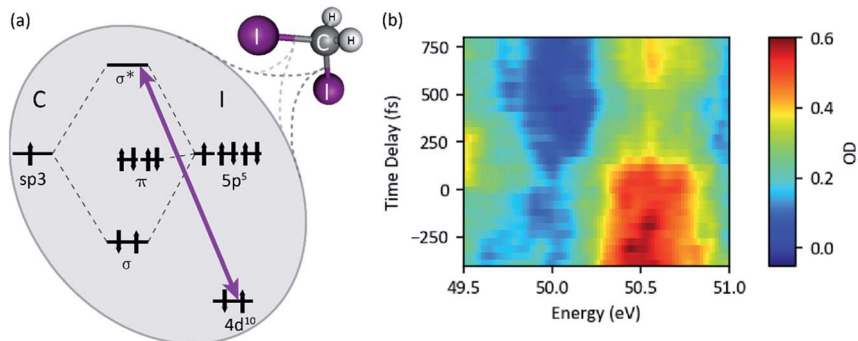 (a)
I
C
H
H
I
σ*
C
I
sp3
π
5p⁵
σ
4d¹⁰
(b)
750
500
250
0
−250
Time Delay (fs)
49.5 50.0 50.5 51.0
Energy (eV)
0.6
0.4
0.2
0.0
OD